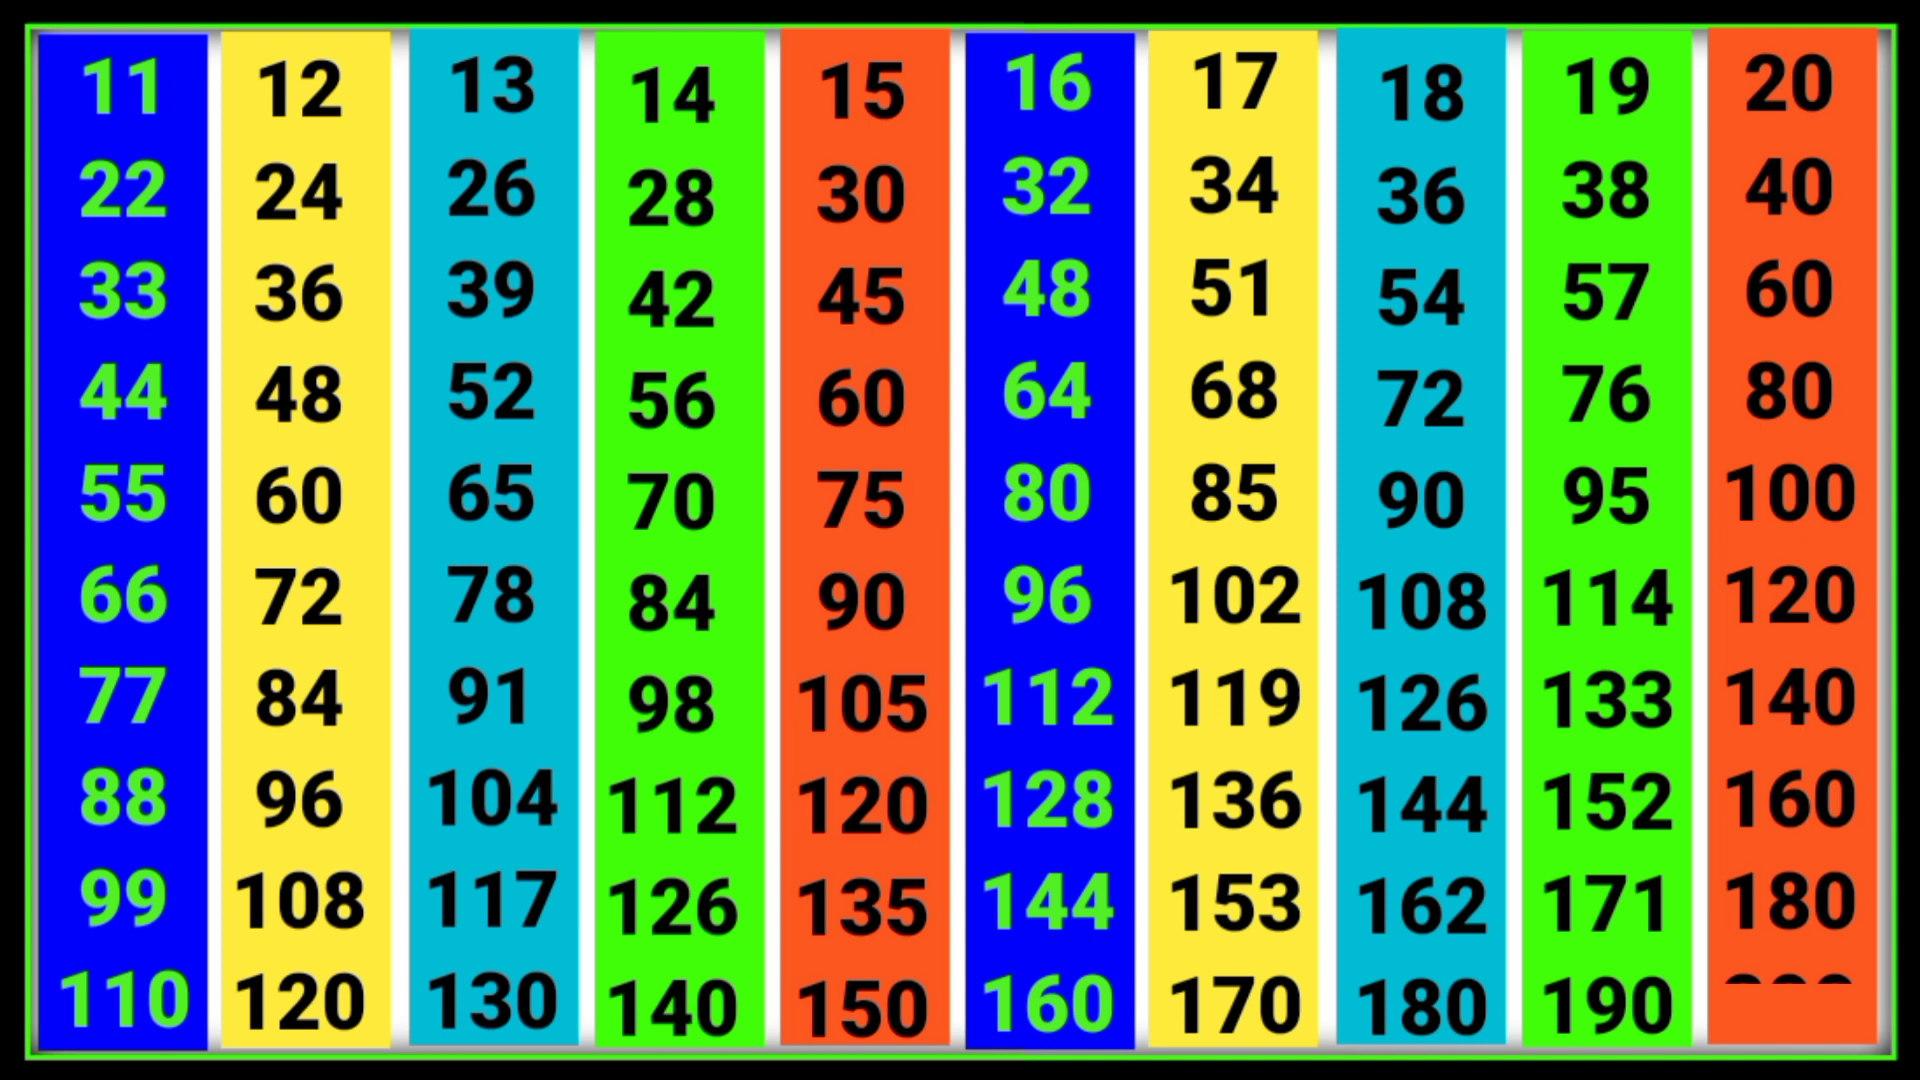 11 12 13 14 15 16 17 18 19 20
22 24 26 28 30 32 34 36 38 40
33 36 39 42 45 48 51 54 57 60
44 48 52 56 60 64 68 72 76 80
55 60 65 70 75 80 85 90 95 100
66 72 78 84 90 96 102 108 114 120
77 84 91 98 105 112 119 126 133 140
88 96 104 112 120 128 136 144 152 160
99 108 117 126 135 144 153 162 171 180
110 120 130 140 150 160 170 180 190